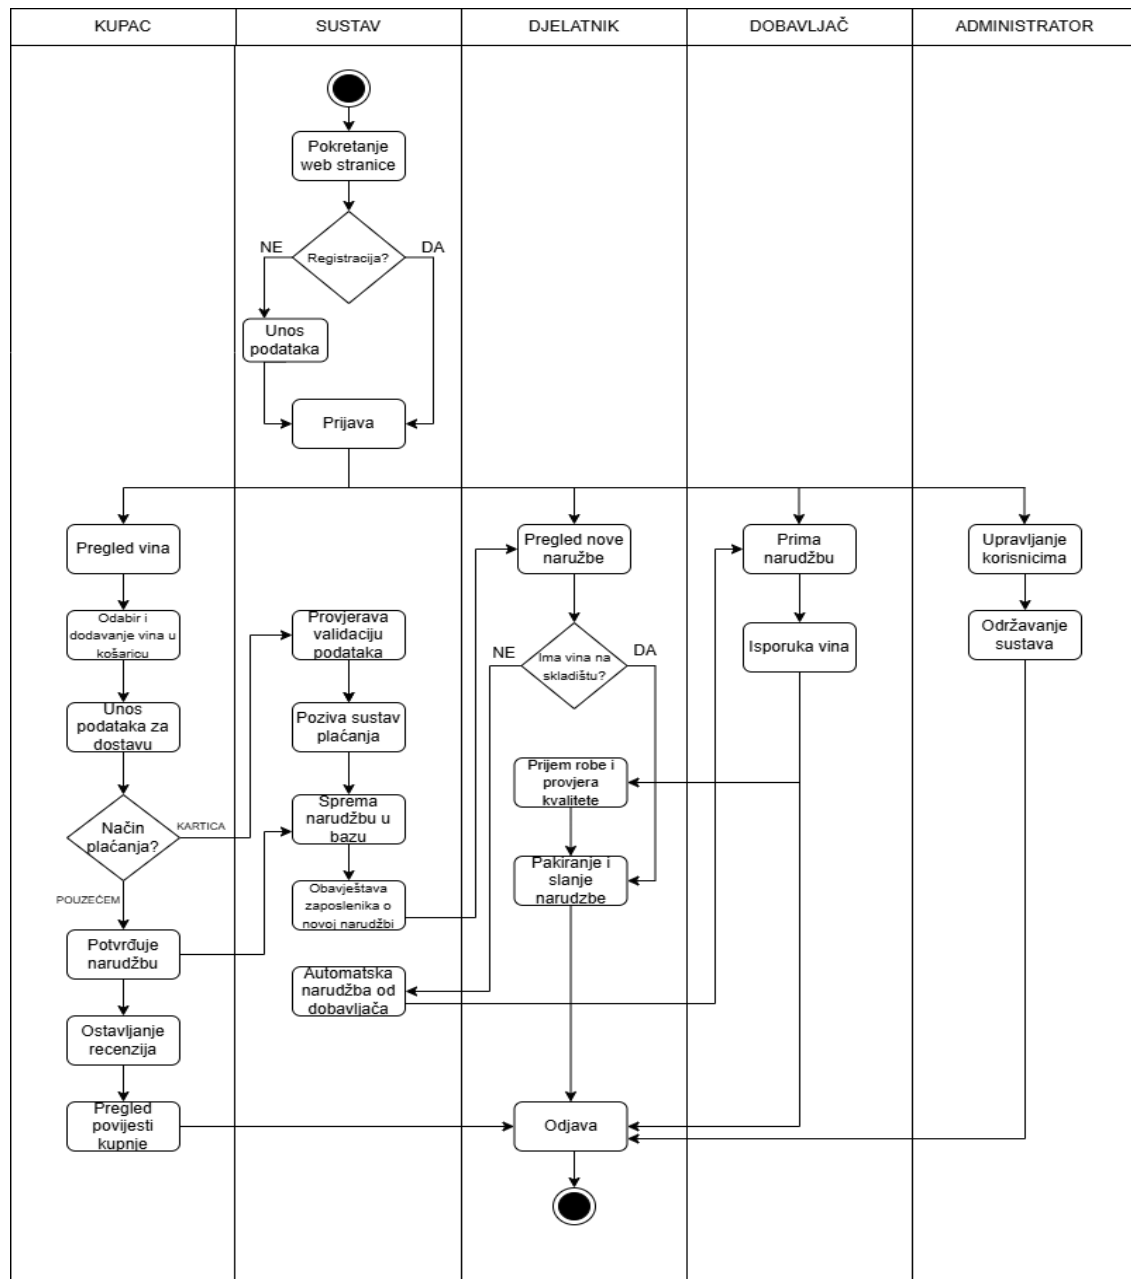 KUPAC
SUSTAV
DJELATNIK
DOBAVLJAČ
ADMINISTRATOR
Pokretanje
web stranice
NE
Registracija?
DA
Unos
podataka
Prijava
Pregled vina
Odabir i
dodavanje vina u
košaricu
Unos
podataka za
dostavu
Način
plaćanja?
KARTICA
POUZEĆEM
Potvrđuje
narudžbu
Ostavljanje
recenzija
Pregled
povijesti
kupnje
Provjerava
validaciju
podataka
Poziva sustav
plaćanja
Sprema
narudžbu u
bazu
Obavještava
zaposlenika o
novoj narudžbi
Automatska
narudžba od
dobavljača
Pregled nove
naružbe
NE
Ima vina na
skladištu?
DA
Prijem robe i
provjera
kvalitete
Pakiranje i
slanje
narudzbe
Odjava
Prima
narudžbu
Isporuka vina
Upravljanje
korisnicima
Održavanje
sustava